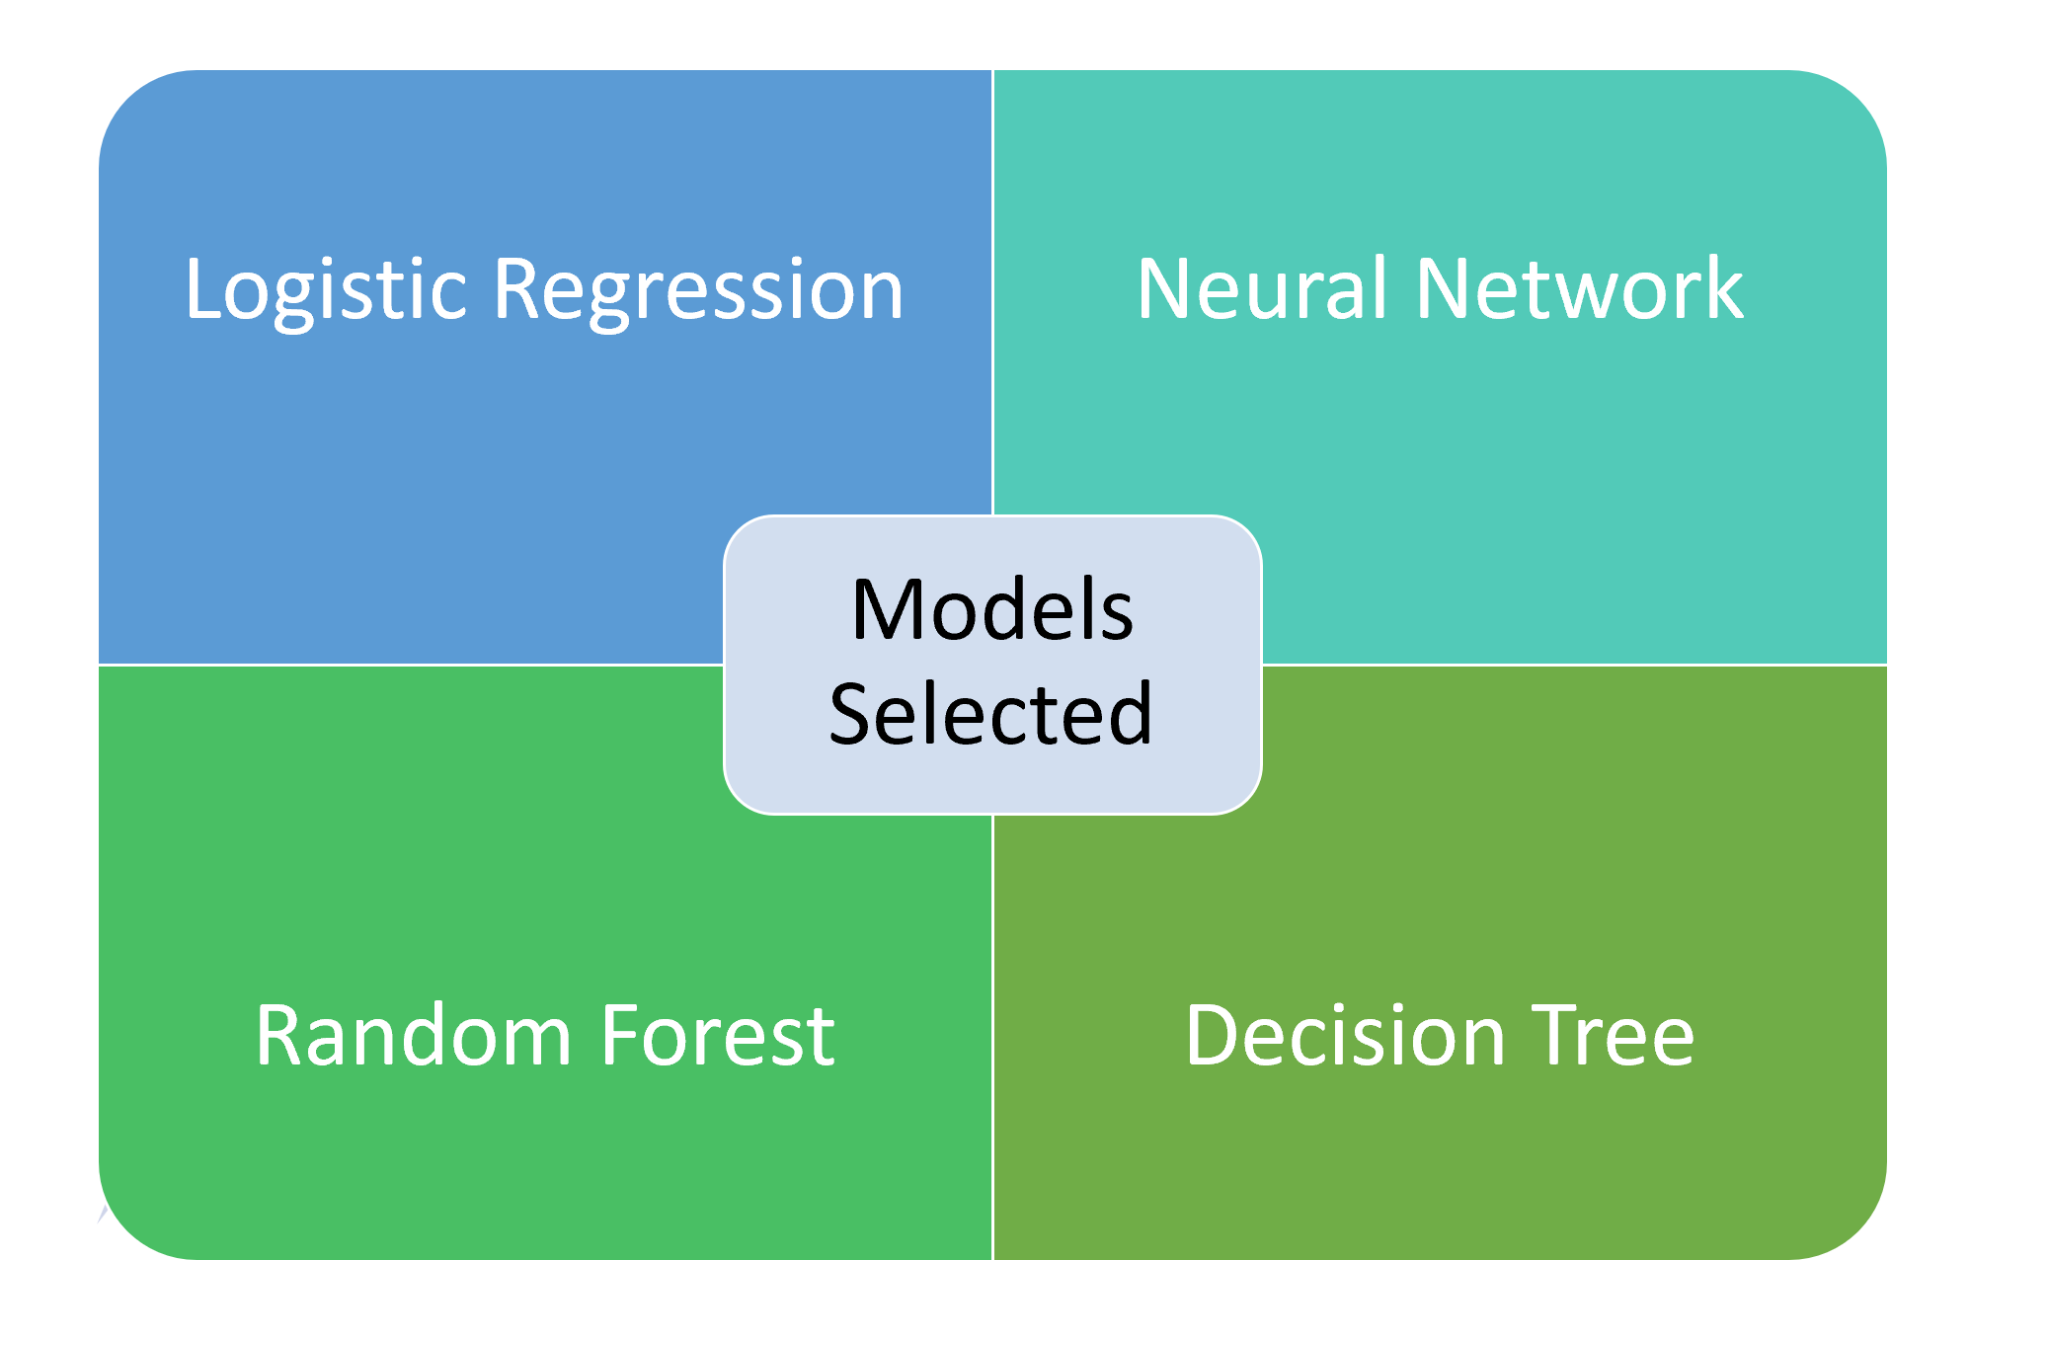 Logistic Regression
Neural Network
Models
Selected
Random Forest
Decision Tree